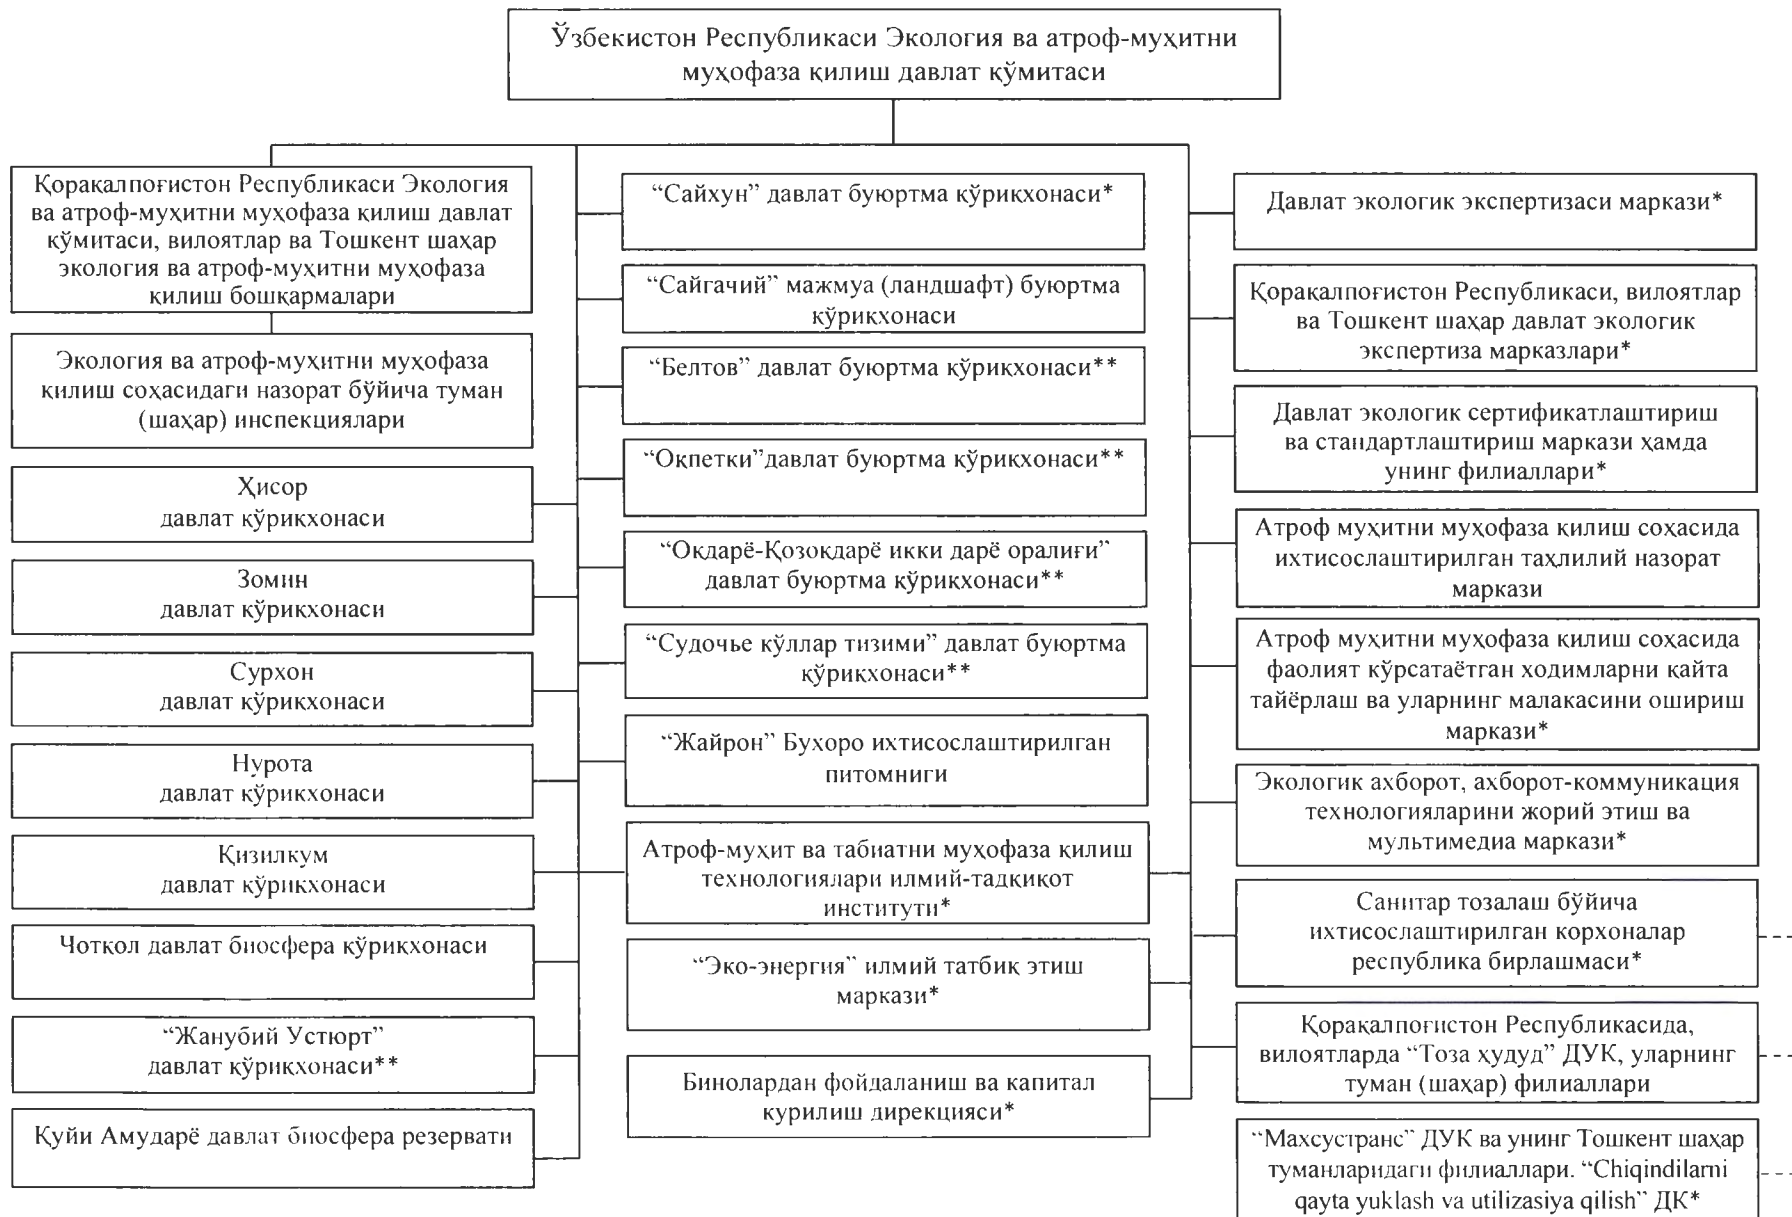 Ўзбекистон Республикаси Экология ва атроф-муҳитни
муҳофаза қилиш давлат қўмитаси
Қорақалпоғистон Республикаси Экология
ва атроф-муҳитни муҳофаза қилиш давлат
қўмитаси, вилоятлар ва Тошкент шаҳар
экология ва атроф-муҳитни муҳофаза
қилиш бошқармалари
Экология ва атроф-муҳитни муҳофаза
қилиш соҳасидаги назорат бўйича туман
(шаҳар) инспекциялари
Ҳисор
давлат қўриқхонаси
Зомин
давлат қўриқхонаси
Сурхон
давлат қўриқхонаси
Нурота
давлат қўриқхонаси
Қизилкум
давлат қўриқхонаси
Чотқол давлат биосфера қўриқхонаси
“Жанубий Устюрт”
давлат қўриқхонаси**
Қуйи Амударё давлат биосфера резервати
“Сайхун” давлат буюртма қўриқхонаси*
“Сайгачий” мажмуа (ландшафт) буюртма
қўриқхонаси
“Белтов” давлат буюртма қўриқхонаси**
“Оқпетки”давлат буюртма қўриқхонаси**
“Оқдарё-Қозоқдарё икки дарё оралиғи”
давлат буюртма қўриқхонаси**
“Судочье кўллар тизими” давлат буюртма
қўриқхонаси**
“Жайрон” Бухоро ихтисослаштирилган
питомниги
Атроф-муҳит ва табиатни муҳофаза қилиш
технологиялари илмий-тадқиқот
институти*
“Эко-энергия” илмий татбиқ этиш
маркази*
Бинолардан фойдаланиш ва капитал
курилиш дирекцияси*
Давлат экологик экспертизаси маркази*
Қорақалпоғистон Республикаси, вилоятлар
ва Тошкент шаҳар давлат экологик
экспертиза марказлари*
Давлат экологик сертификатлаштириш
ва стандартлаштириш маркази ҳамда
унинг филиаллари*
Атроф муҳитни муҳофаза қилиш соҳасида
ихтисослаштирилган таҳлилий назорат
маркази
Атроф муҳитни муҳофаза қилиш соҳасида
фаолият кўрсатаётган ходимларни қайта
тайёрлаш ва уларнинг малакасини ошириш
маркази*
Экологик ахборот, ахборот-коммуникация
технологияларини жорий этиш ва
мультимедиа маркази*
Санитар тозалаш бўйича
ихтисослаштирилган корхоналар
республика бирлашмаси*
Қорақалпоғистон Республикасида,
вилоятларда “Тоза ҳудуд” ДУК, уларнинг
туман (шаҳар) филиаллари
“Махсустранс” ДУК ва унинг Тошкент шаҳар
туманларидаги филиаллари. “Chiqindilarni
qayta yuklash va utilizasiya qilish” ДК*